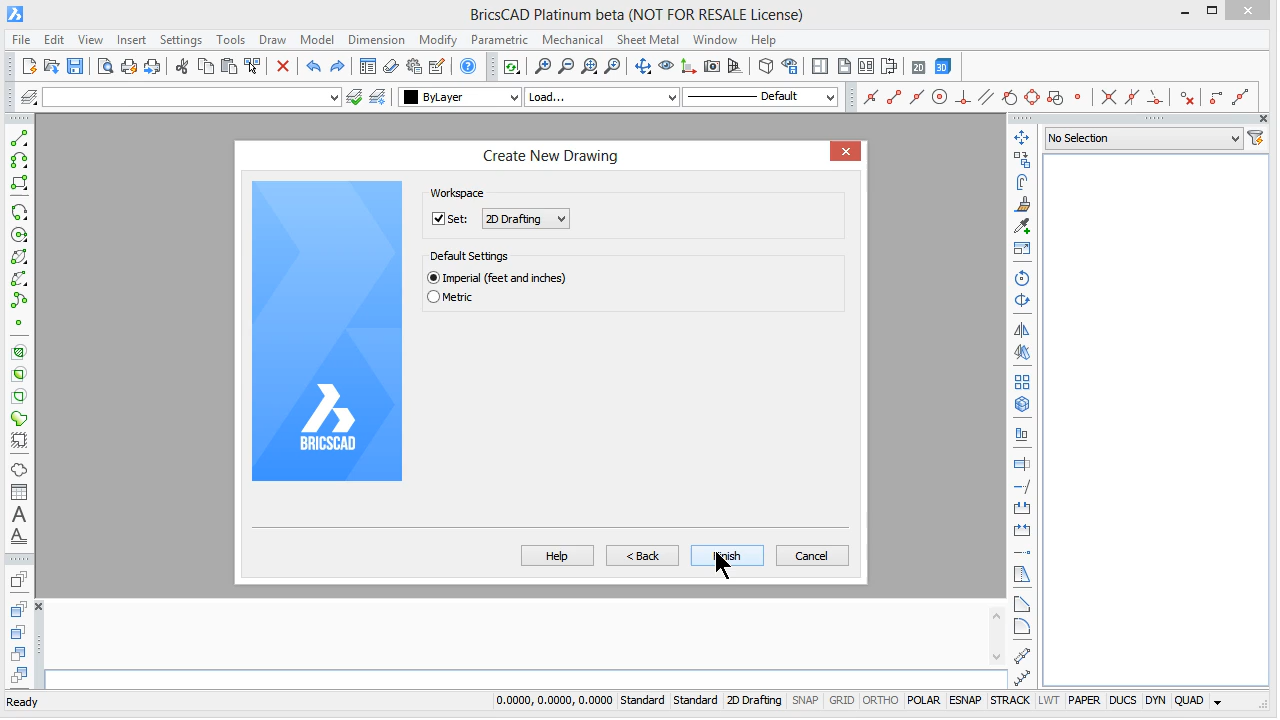 BricsCAD Platinum beta (NOT FOR RESALE License)
File Edit View Insert Settings Tools Draw Model Dimension Modify Parametric Mechanical Sheet Metal Window Help
2D 3D
ByLayer Load... Default
No Selection
Create New Drawing
Workspace
Set: 2D Drafting
Default Settings
Imperial (feet and inches)
Metric
BRICSCAD
Help < Back Finish Cancel
Ready 0.0000, 0.0000, 0.0000 Standard Standard 2D Drafting SNAP GRID ORTHO POLAR ESNAP STRACK LWT PAPER DUCS DYN QUAD